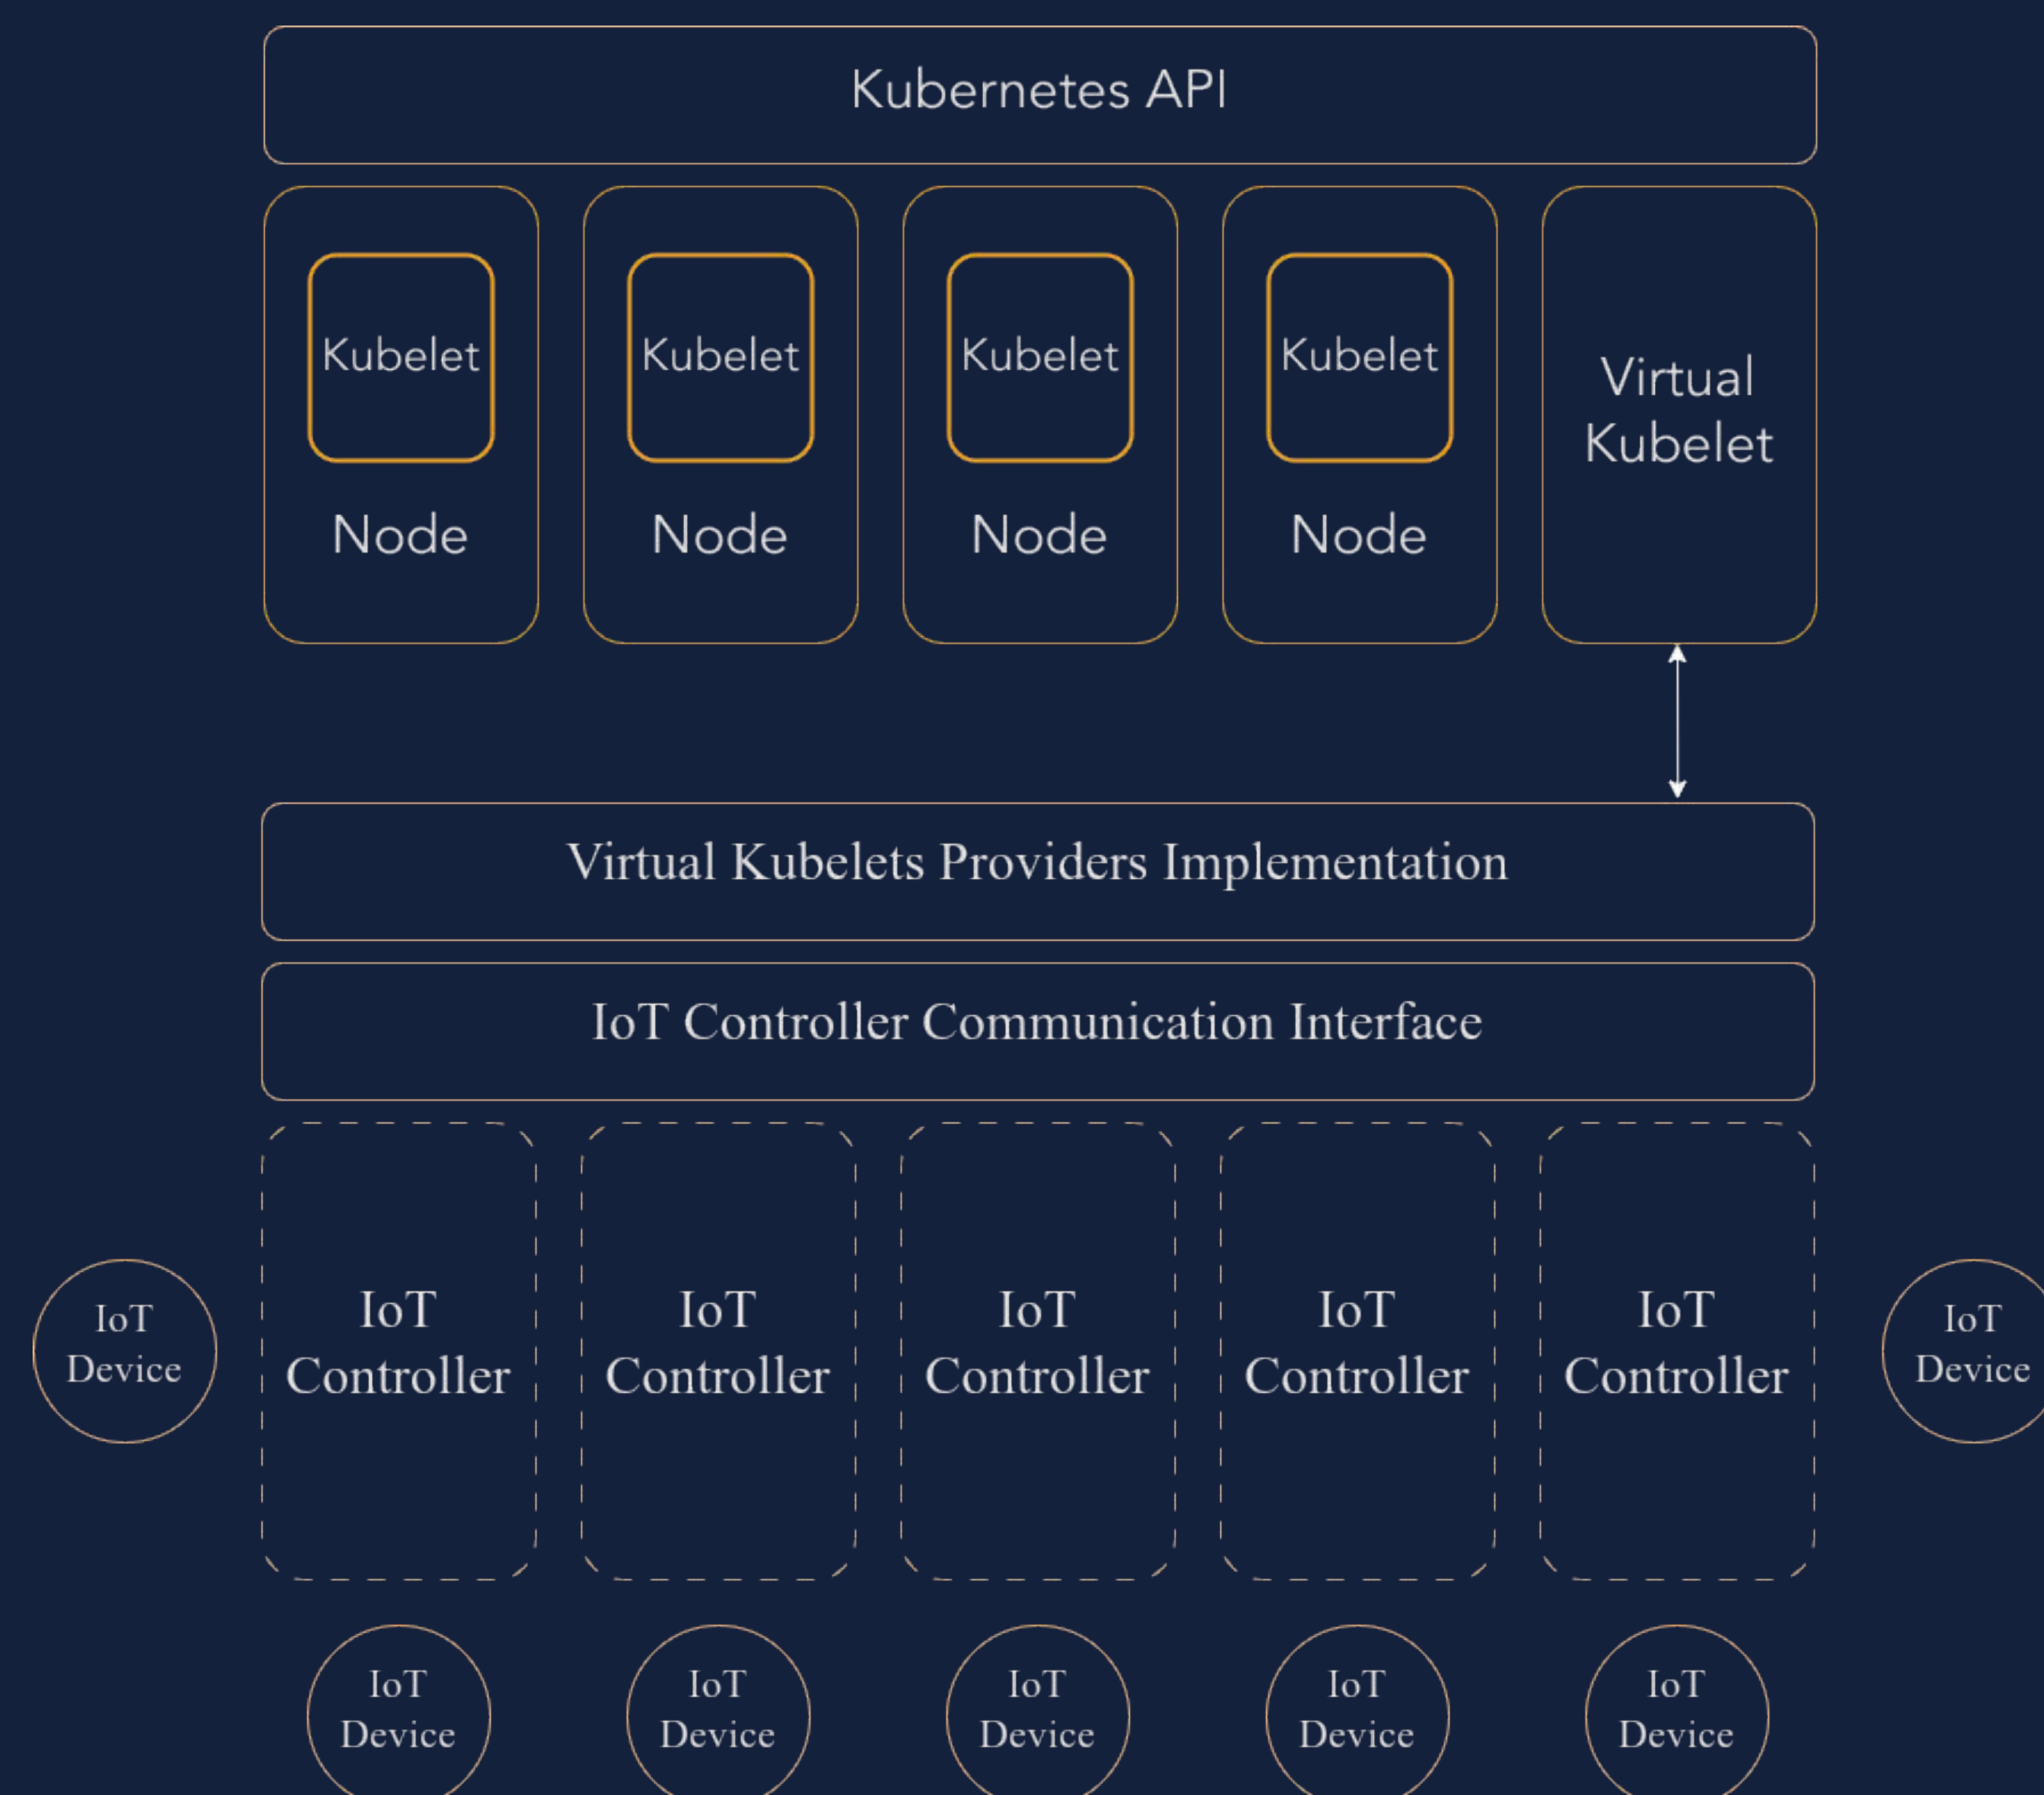 Kubernetes API
Kubelet
Kubelet
Kubelet
Kubelet
Virtual
Kubelet
Node
Node
Node
Node
Virtual Kubelets Providers Implementation
IoT Controller Communication Interface
IoT
Device
IoT
Controller
IoT
Controller
IoT
Controller
IoT
Controller
IoT
Controller
IoT
Device
IoT
Device
IoT
Device
IoT
Device
IoT
Device
IoT
Device